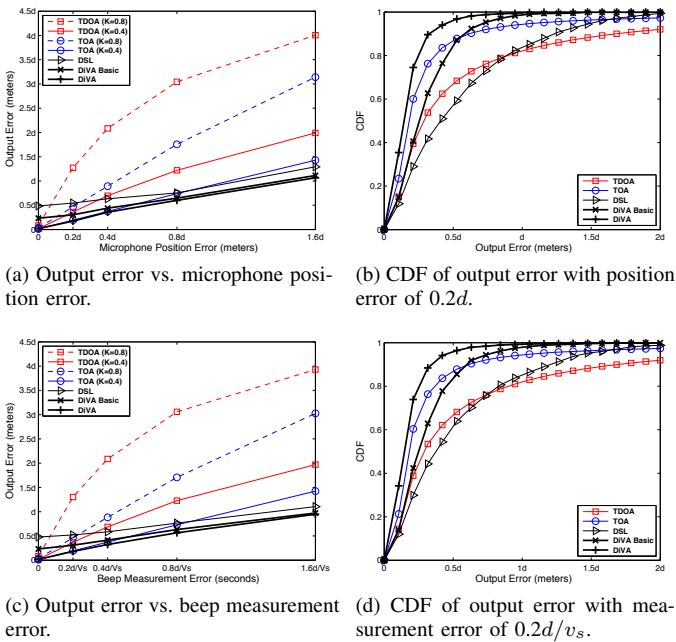 4.5d
4d
3.5d
3d
2.5d
2d
1.5d
d
0.5d
0
Output Error (meters)
TDOA (K=0.8)
TDOA (K=0.4)
TOA (K=0.8)
TOA (K=0.4)
DSL
DiVA Basic
DiVA
0 0.2d 0.4d 0.8d 1.6d
Microphone Position Error (meters)
(a) Output error vs. microphone posi-
tion error.
1
0.8
0.6
0.4
0.2
0
CDF
TDOA
TOA
DSL
DiVA Basic
DiVA
0 0.5d 1d 1.5d 2d
Output Error (meters)
(b) CDF of output error with position
error of 0.2d.
4.5d
4d
3.5d
3d
2.5d
2d
1.5d
d
0.5d
0
Output Error (meters)
TDOA (K=0.8)
TDOA (K=0.4)
TOA (K=0.8)
TOA (K=0.4)
DSL
DiVA Basic
DiVA
0 0.2d/Vs 0.4d/Vs 0.8d/Vs 1.6d/Vs
Beep Measurement Error (seconds)
(c) Output error vs. beep measurement
error.
1
0.8
0.6
0.4
0.2
0
CDF
TDOA
TOA
DSL
DiVA Basic
DiVA
0 0.5d 1d 1.5d 2d
Output Error (meters)
(d) CDF of output error with mea-
surement error of 0.2d/vs.